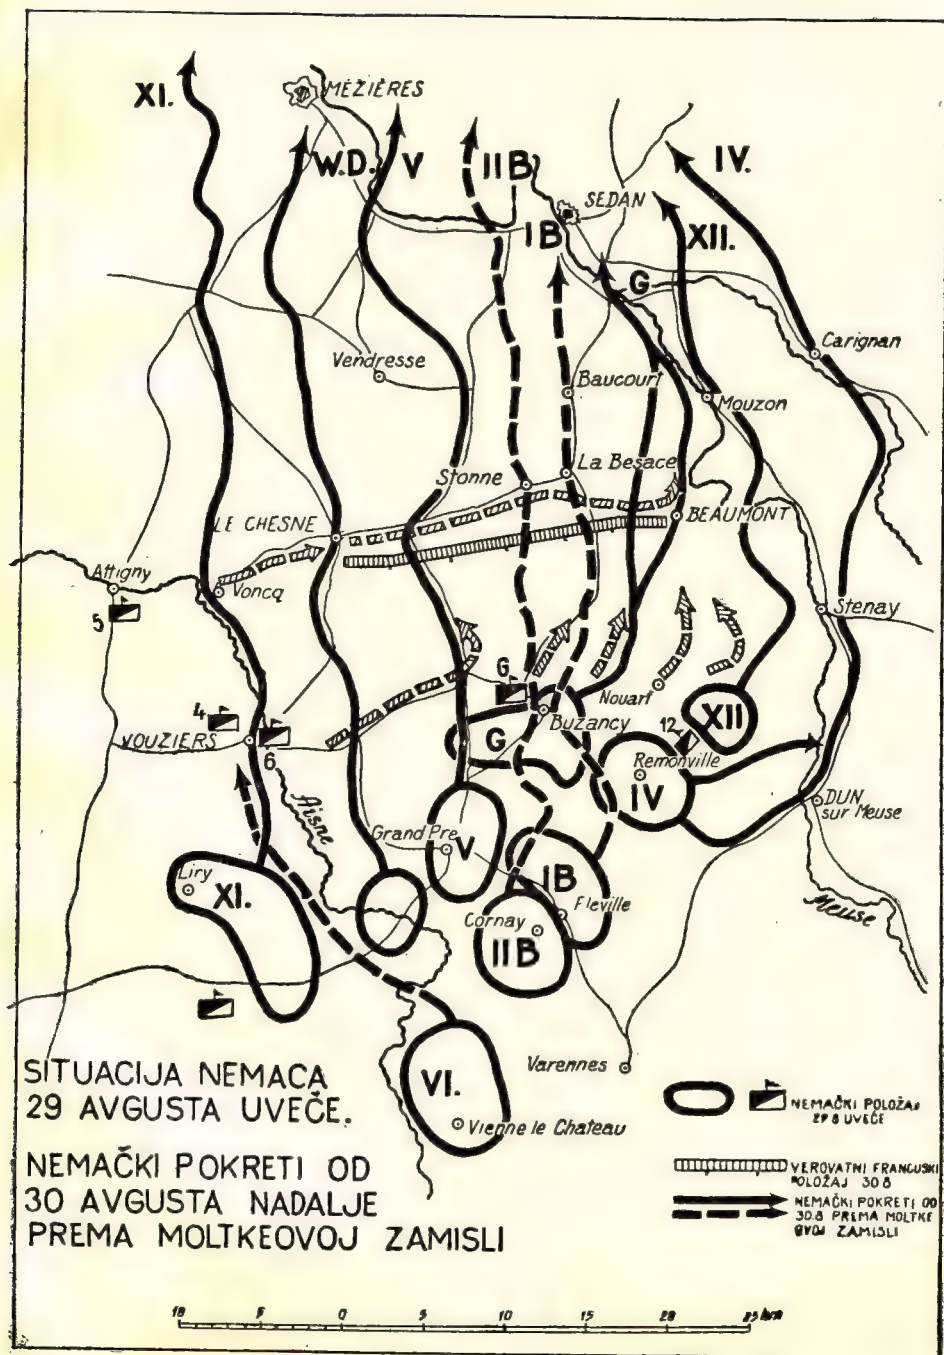 XI.
MÉZIÈRES
W.D.
V
II B
IV.
SEDAN
I B
XII.
G
Carignan
Vendresse
Baucourt
Mouzon
Stonne
La Besace
LE CHESNE
BEAUMONT
Attigny
Voncq
5
Stenay
6
Nouart
4
Buzancy
XII
VOUZIERS
6
G
12
Remonville
IV
DUN
sur Meuse
Aisne
Grand Pre
V
I B
Liry
XI.
Fleville
Meuse
Cornay
II B
Varennes
VI.
Vienne le Chateau
SITUACIJA NEMACA
29 AVGUSTA UVEČE.
NEMAČKI POKRETI OD
30 AVGUSTA NADALJE
PREMA MOLTKEOVOJ ZAMISLI
NEMAČKI POLOŽAJ
29 8 UVEČE
VEROVATNI FRANCUSKI
POLOŽAJ 30 8
NEMAČKI POKRETI OD
30.8 PREMA MOLTKE
OVOJ ZAMISLI
10 5 0 5 10 15 20 25 km